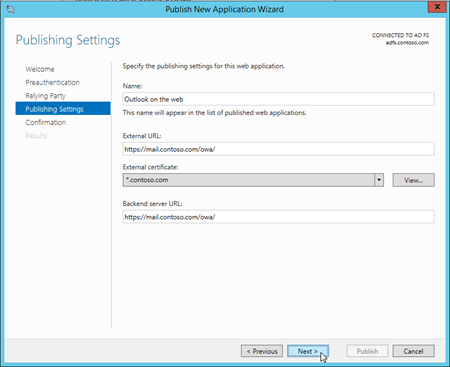 Publish New Application Wizard
x
Publishing Settings
CONNECTED TO AD FS
adfs.contoso.com
Welcome
Preauthentication
Relying Party
Publishing Settings
Confirmation
Results
Specify the publishing settings for this web application.
Name:
Outlook on the web
This name will appear in the list of published web applications.
External URL:
https://mail.contoso.com/owa/
External certificate:
*.contoso.com
View...
Backend server URL:
https://mail.contoso.com/owa/
< Previous
Next >
Publish
Cancel